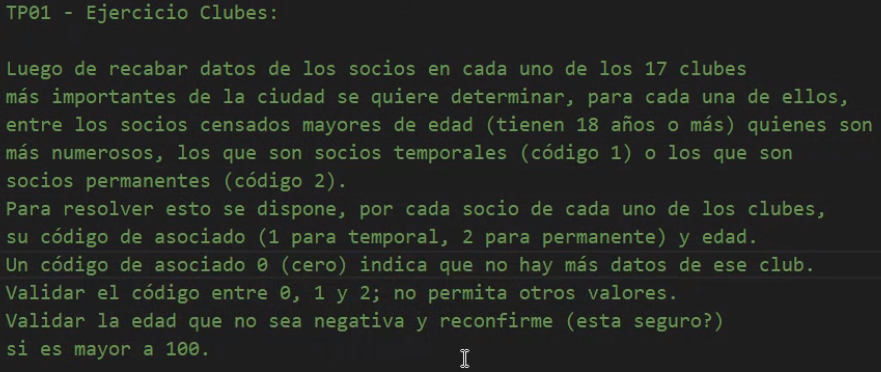 TP01 - Ejercicio Clubes:
Luego de recabar datos de los socios en cada uno de los 17 clubes
más importantes de la ciudad se quiere determinar, para cada una de ellos,
entre los socios censados mayores de edad (tienen 18 años o más) quienes son
más numerosos, los que son socios temporales (código 1) o los que son
socios permanentes (código 2).
Para resolver esto se dispone, por cada socio de cada uno de los clubes,
su código de asociado (1 para temporal, 2 para permanente) y edad.
Un código de asociado 0 (cero) indica que no hay más datos de ese club.
Validar el código entre 0, 1 y 2; no permita otros valores.
Validar la edad que no sea negativa y reconfirme (esta seguro?)
si es mayor a 100.